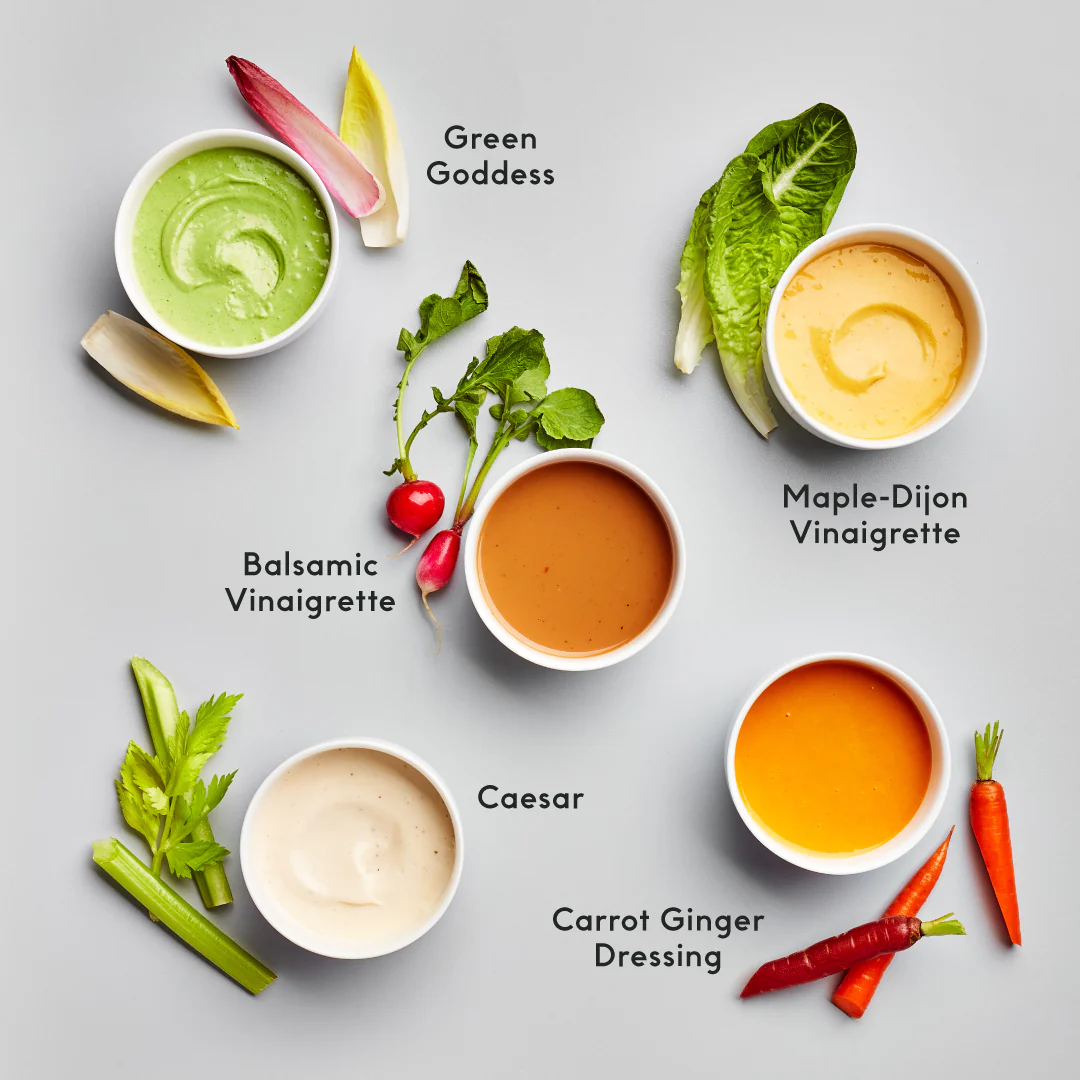 Green
Goddess
Maple-Dijon
Vinaigrette
Balsamic
Vinaigrette
Caesar
Carrot Ginger
Dressing